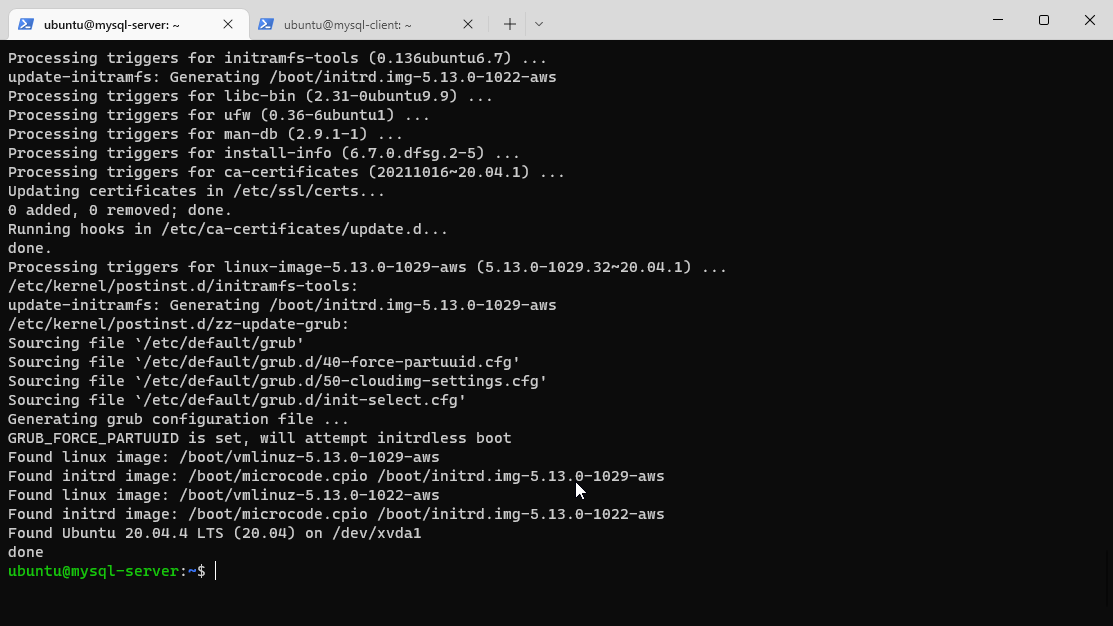 ubuntu@mysql-server: ~
ubuntu@mysql-client: ~
Processing triggers for initramfs-tools (0.136ubuntu6.7) ...
update-initramfs: Generating /boot/initrd.img-5.13.0-1022-aws
Processing triggers for libc-bin (2.31-0ubuntu9.9) ...
Processing triggers for ufw (0.36-6ubuntu1) ...
Processing triggers for man-db (2.9.1-1) ...
Processing triggers for install-info (6.7.0.dfsg.2-5) ...
Processing triggers for ca-certificates (20211016~20.04.1) ...
Updating certificates in /etc/ssl/certs...
0 added, 0 removed; done.
Running hooks in /etc/ca-certificates/update.d...
done.
Processing triggers for linux-image-5.13.0-1029-aws (5.13.0-1029.32~20.04.1) ...
/etc/kernel/postinst.d/initramfs-tools:
update-initramfs: Generating /boot/initrd.img-5.13.0-1029-aws
/etc/kernel/postinst.d/zz-update-grub:
Sourcing file `/etc/default/grub'
Sourcing file `/etc/default/grub.d/40-force-partuuid.cfg'
Sourcing file `/etc/default/grub.d/50-cloudimg-settings.cfg'
Sourcing file `/etc/default/grub.d/init-select.cfg'
Generating grub configuration file ...
GRUB_FORCE_PARTUUID is set, will attempt initrdless boot
Found linux image: /boot/vmlinuz-5.13.0-1029-aws
Found initrd image: /boot/microcode.cpio /boot/initrd.img-5.13.0-1029-aws
Found linux image: /boot/vmlinuz-5.13.0-1022-aws
Found initrd image: /boot/microcode.cpio /boot/initrd.img-5.13.0-1022-aws
Found Ubuntu 20.04.4 LTS (20.04) on /dev/xvda1
done
ubuntu@mysql-server:~$